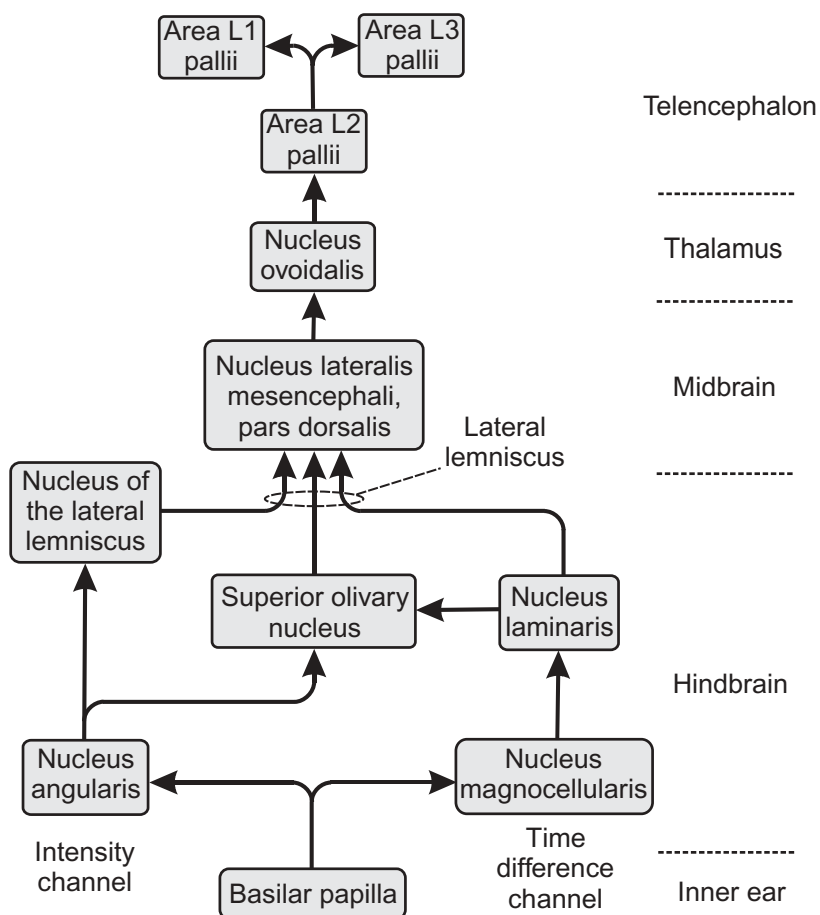 Area L1
pallii
Area L3
pallii
Area L2
pallii
Telencephalon
Nucleus
ovoidalis
Thalamus
Nucleus lateralis
mesencephali,
pars dorsalis
Midbrain
Lateral
lemniscus
Nucleus of
the lateral
lemniscus
Superior olivary
nucleus
Nucleus
laminaris
Hindbrain
Nucleus
angularis
Nucleus
magnocellularis
Intensity
channel
Time
difference
channel
Basilar papilla
Inner ear